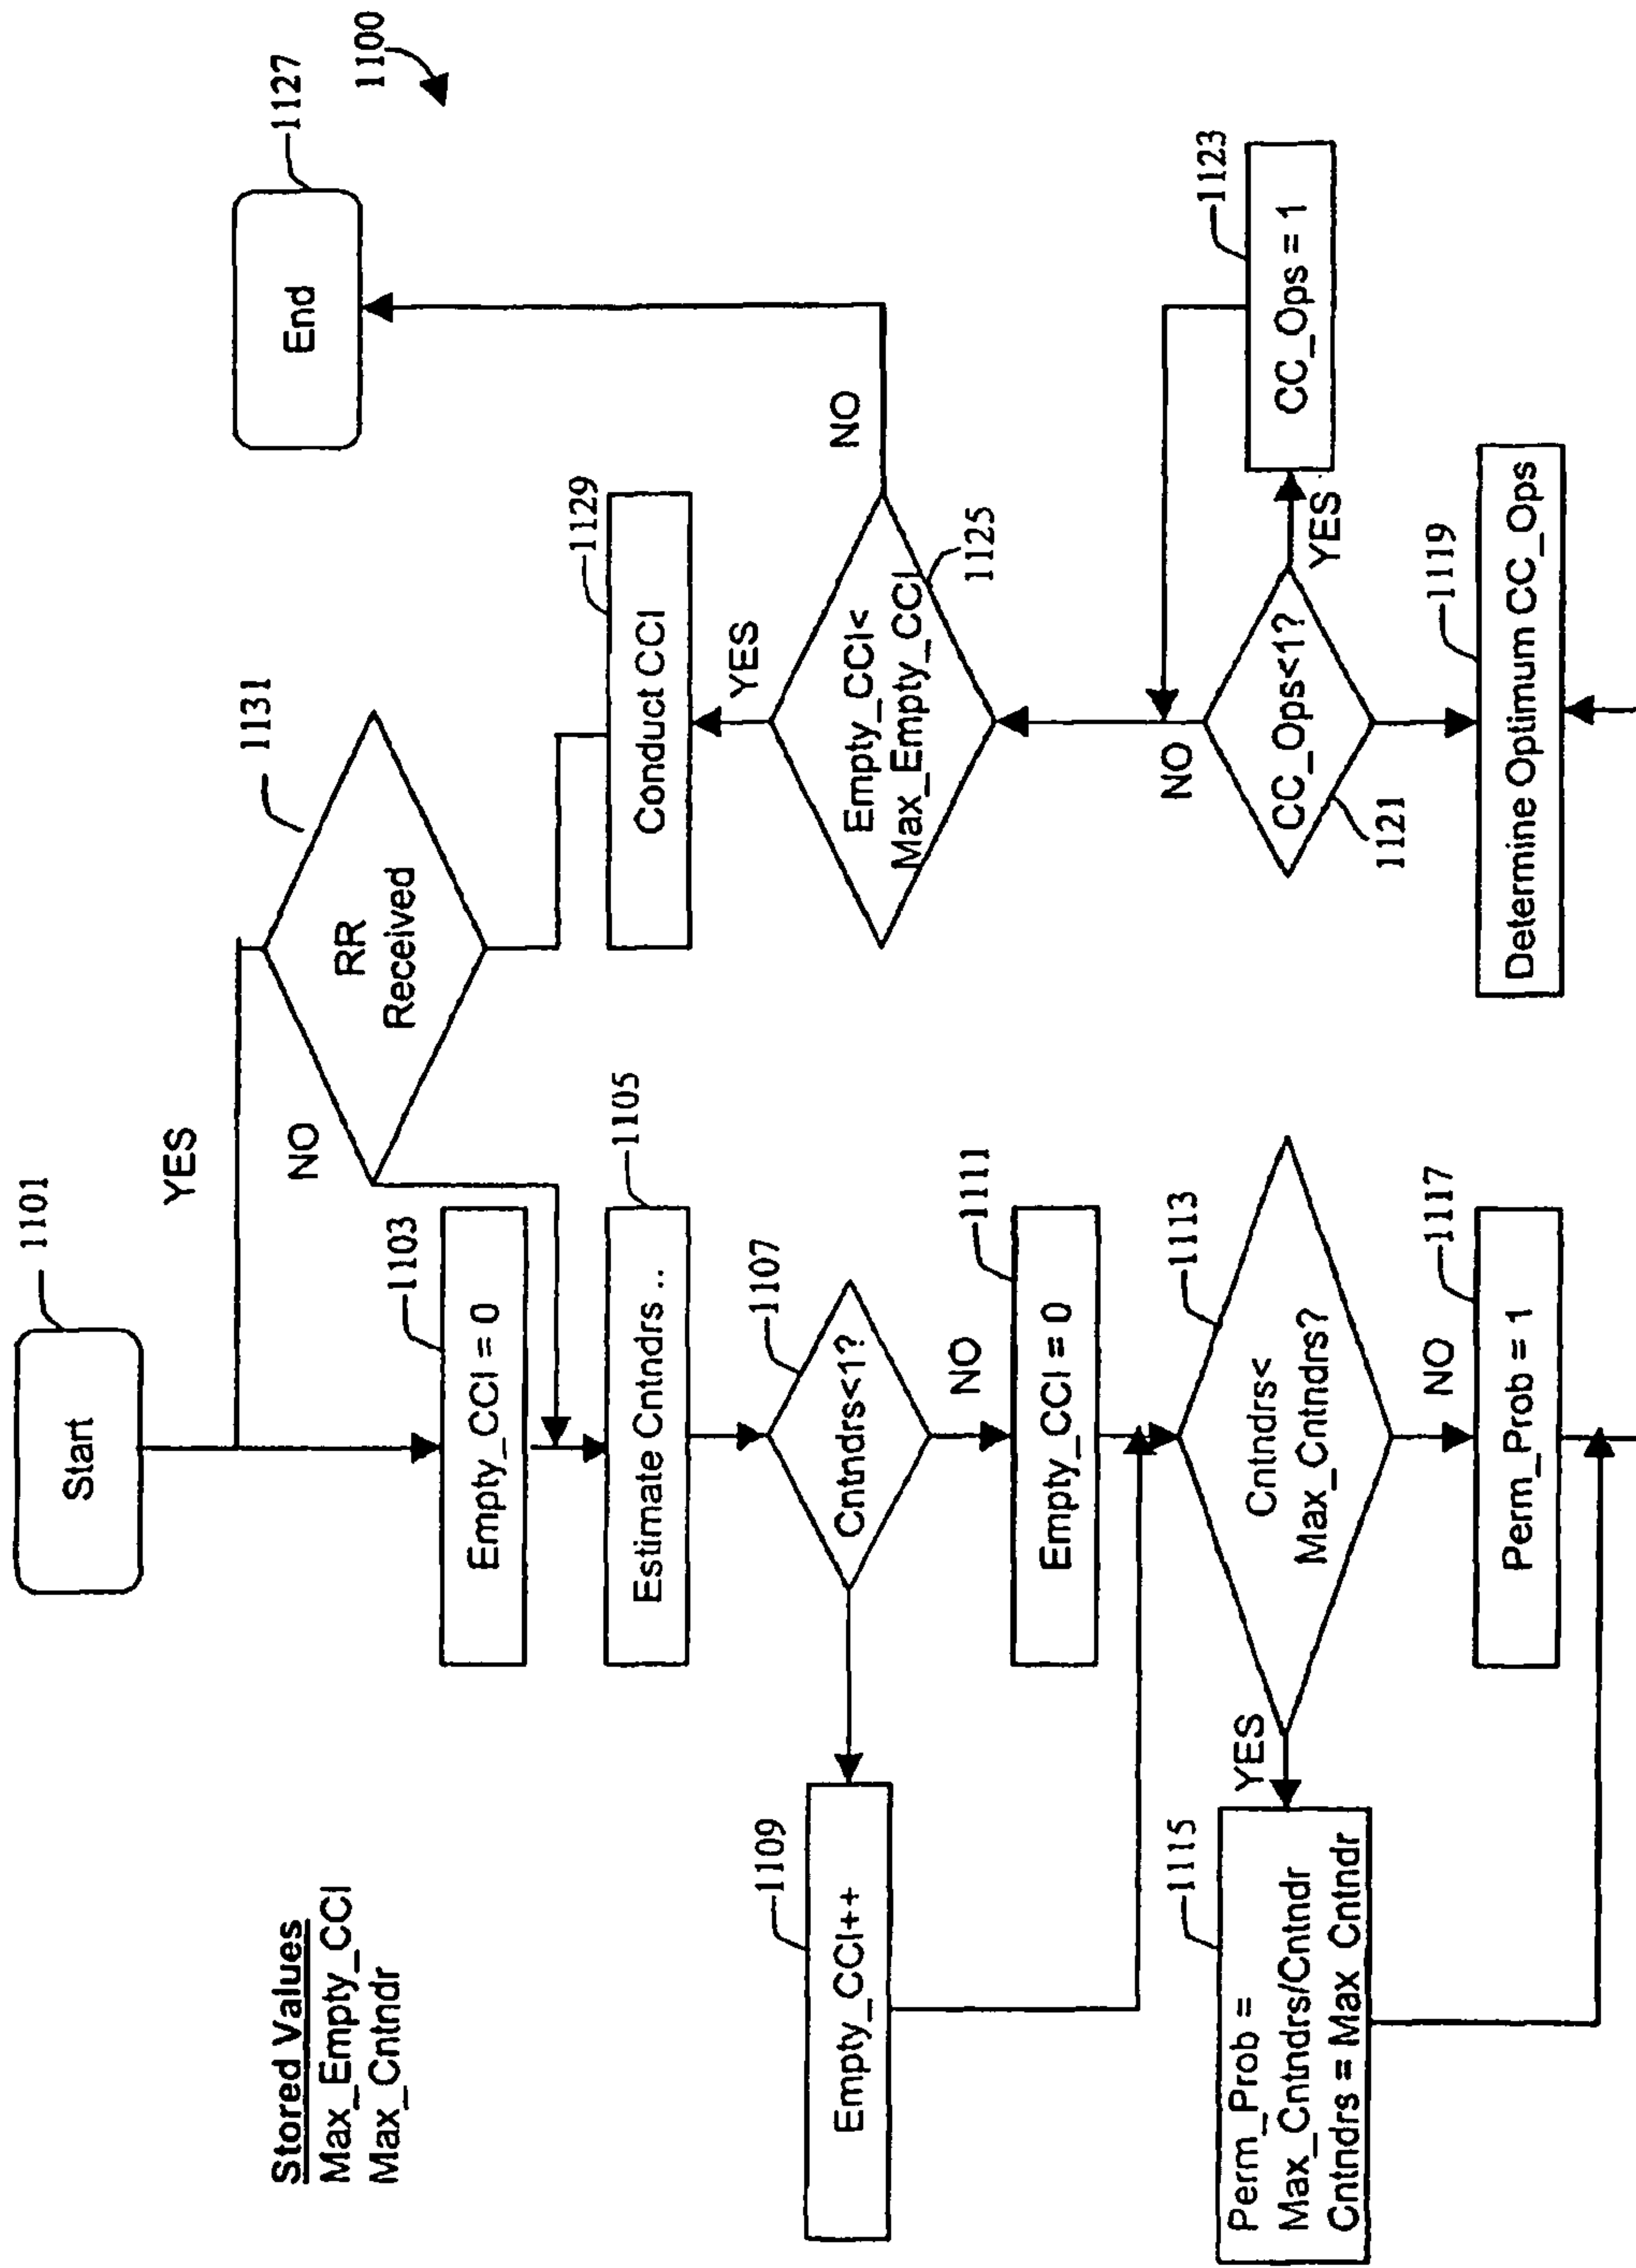 Start
1101
Stored Values
Max_Empty_CCI
Max_Cntndr
Empty_CCI = 0
1103
Estimate Cntndrs ..
1105
Cntndrs<1?
1107
NO
Empty_CCI++
1109
Empty_CCI = 0
1111
Cntndrs<
Max_Cntndrs?
1113
YES
NO
Perm_Prob =
Max_Cntndrs/Cntndr
Cntndrs = Max_Cntndr
1115
Perm_Prob = 1
1117
YES
NO
RR
Received
1131
Conduct CCI
1129
YES
Empty_CCI<
Max_Empty_CCI
1125
NO
End
1127
1100
NO
CC_Ops<1?
1121
YES
CC_Ops = 1
1123
Determine Optimum CC_Ops
1119